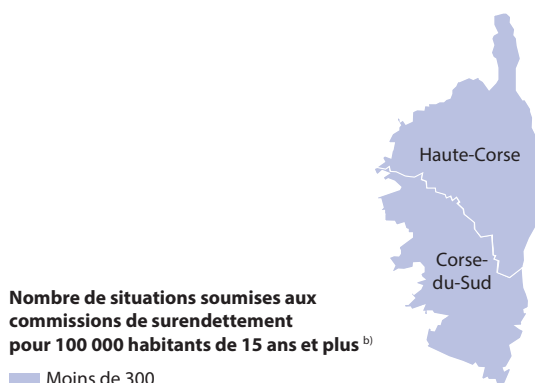 Haute-Corse
Corse-
du-Sud
Nombre de situations soumises aux
commissions de surendettement
pour 100 000 habitants de 15 ans et plus b)
Moins de 300